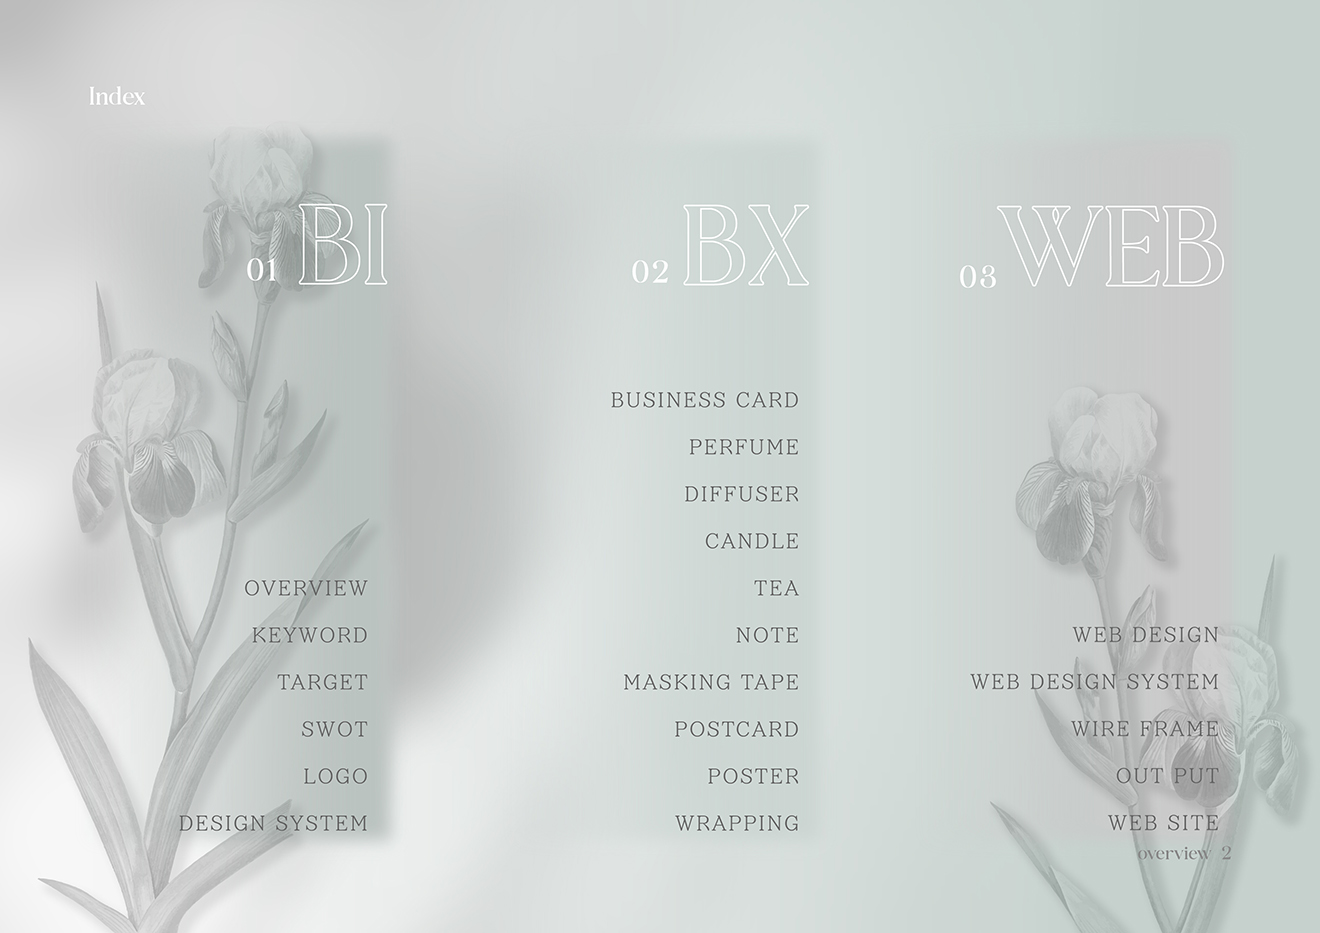 Index
01 BI
OVERVIEW
KEYWORD
TARGET
SWOT
LOGO
DESIGN SYSTEM
02 BX
BUSINESS CARD
PERFUME
DIFFUSER
CANDLE
TEA
NOTE
MASKING TAPE
POSTCARD
POSTER
WRAPPING
03 WEB
WEB DESIGN
WEB DESIGN SYSTEM
WIRE FRAME
OUT PUT
WEB SITE
overview 2